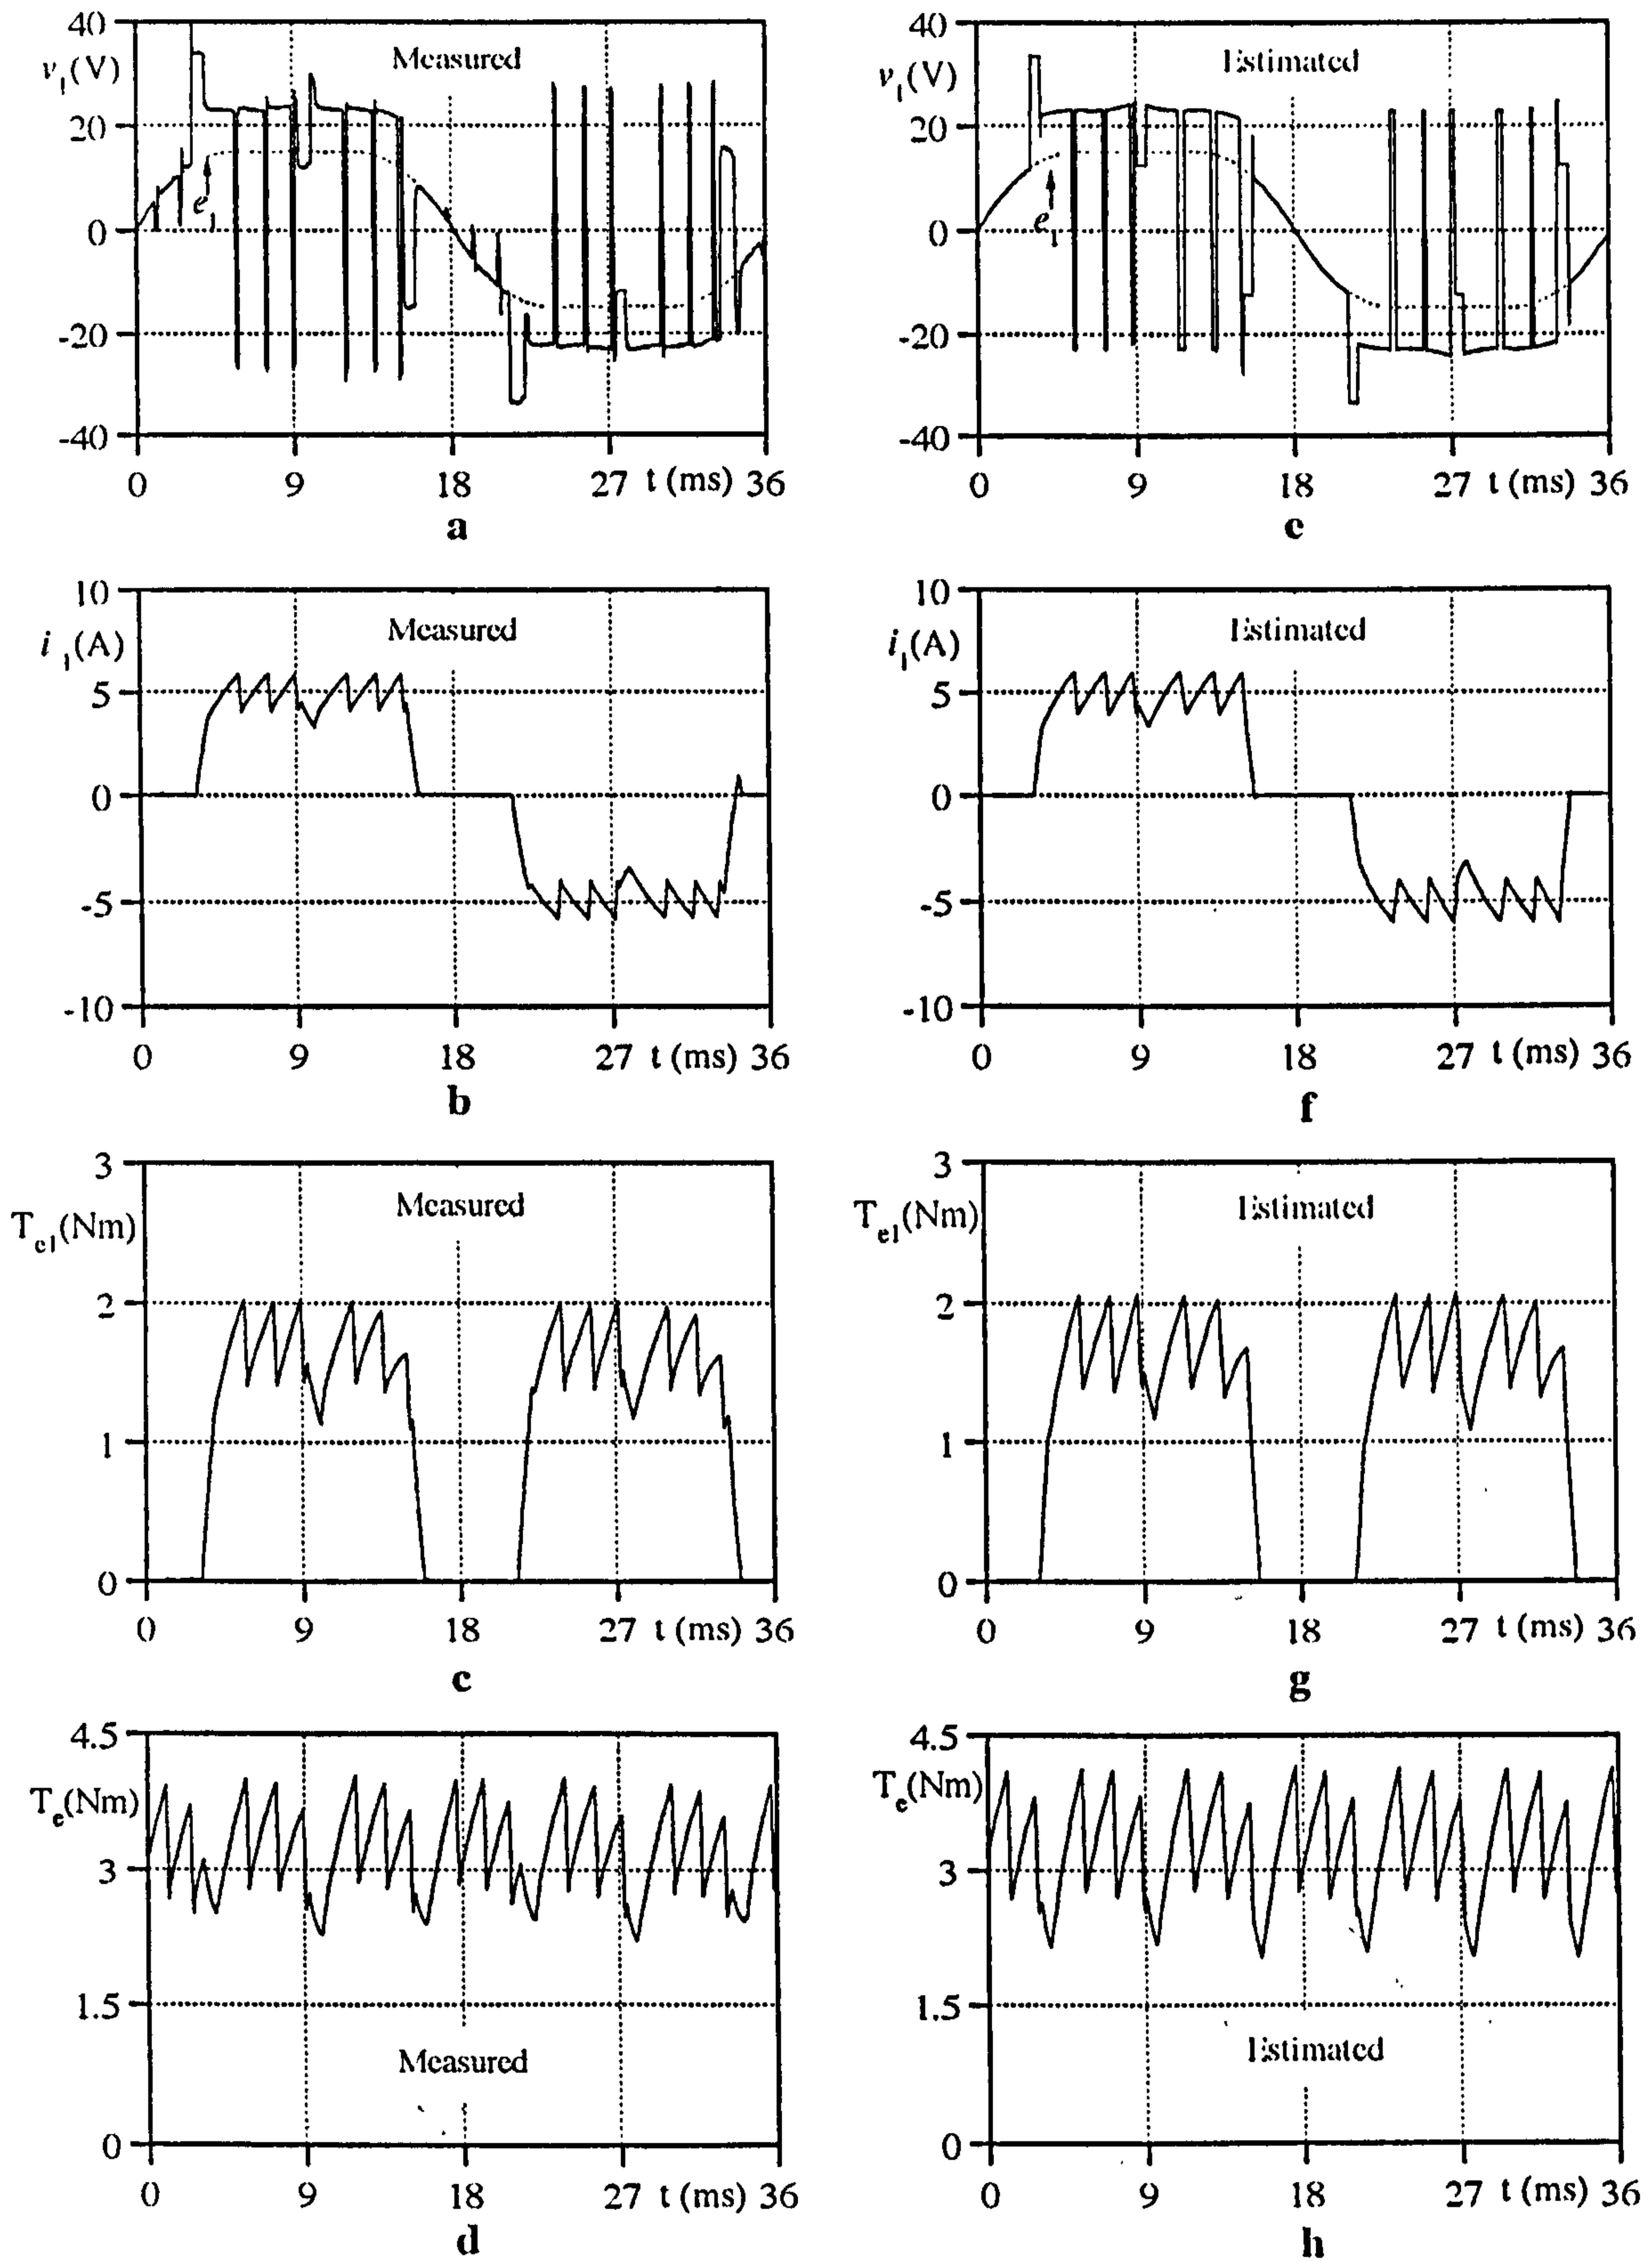 40
v1(V)
Measured
20
e1
0
-20
-40
0 9 18 27 t (ms) 36
a
40
v1(V)
Estimated
20
e1
0
-20
-40
0 9 18 27 t (ms) 36
e
10
i1(A)
Measured
5
0
-5
-10
0 9 18 27 t (ms) 36
b
10
i1(A)
Estimated
5
0
-5
-10
0 9 18 27 t (ms) 36
f
3
Te1(Nm)
Measured
2
1
0
0 9 18 27 t (ms) 36
c
3
Te1(Nm)
Estimated
2
1
0
0 9 18 27 t (ms) 36
g
4.5
Te(Nm)
3
1.5
Measured
0
0 9 18 27 t (ms) 36
d
4.5
Te(Nm)
3
1.5
Estimated
0
0 9 18 27 t (ms) 36
h